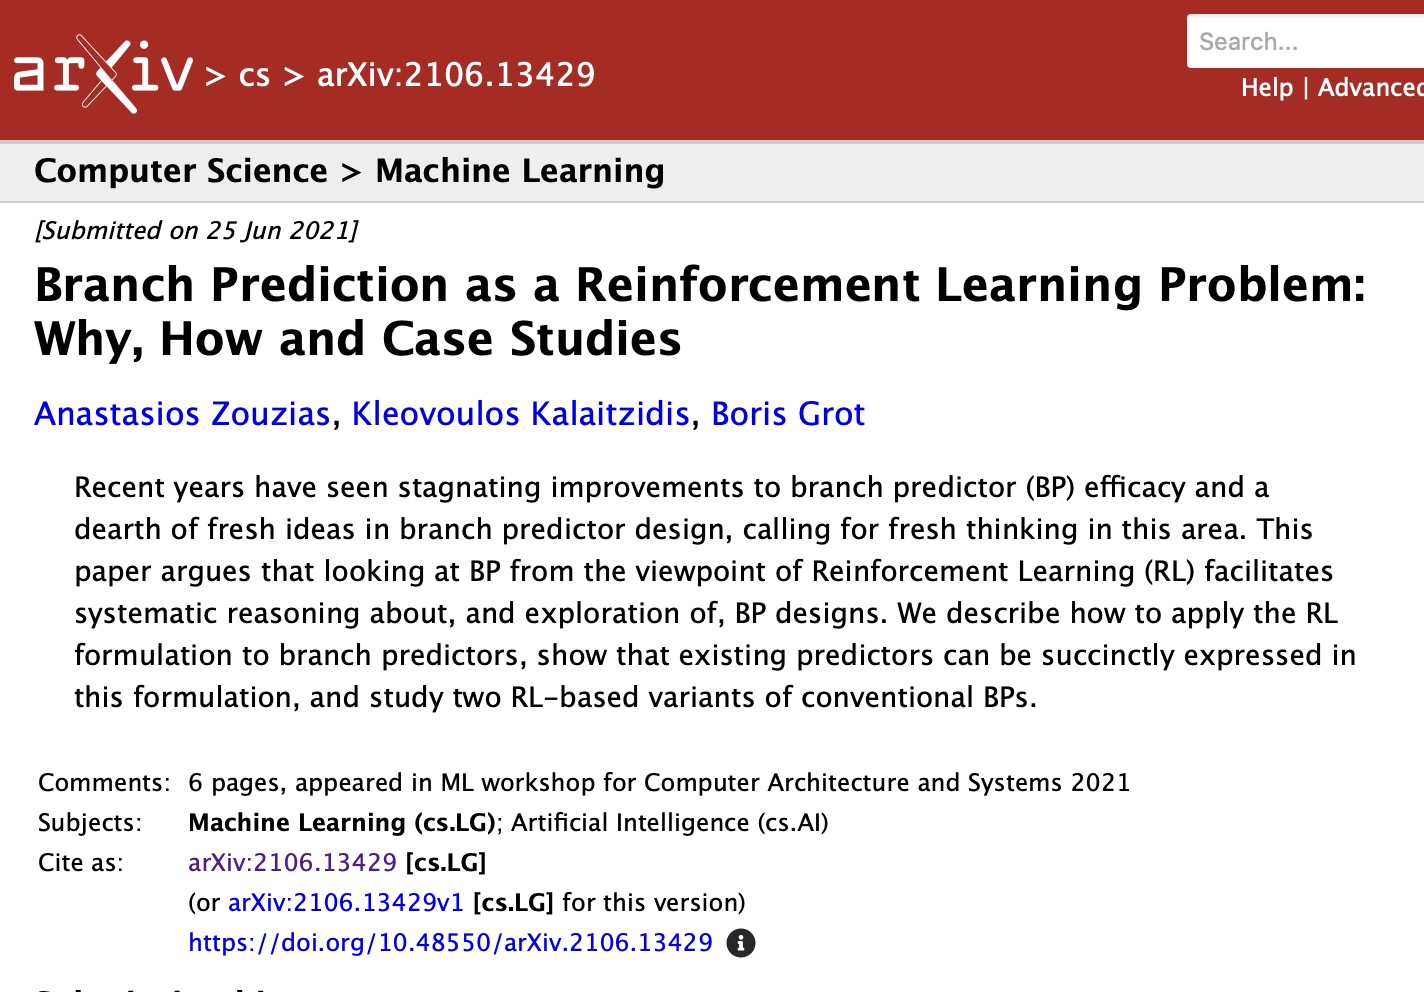 arXiv > cs > arXiv:2106.13429
Search...
Help | Advanced
Computer Science > Machine Learning
[Submitted on 25 Jun 2021]
Branch Prediction as a Reinforcement Learning Problem:
Why, How and Case Studies
Anastasios Zouzias, Kleovoulos Kalaitzidis, Boris Grot
Recent years have seen stagnating improvements to branch predictor (BP) efficacy and a
dearth of fresh ideas in branch predictor design, calling for fresh thinking in this area. This
paper argues that looking at BP from the viewpoint of Reinforcement Learning (RL) facilitates
systematic reasoning about, and exploration of, BP designs. We describe how to apply the RL
formulation to branch predictors, show that existing predictors can be succinctly expressed in
this formulation, and study two RL-based variants of conventional BPs.
Comments: 6 pages, appeared in ML workshop for Computer Architecture and Systems 2021
Subjects: Machine Learning (cs.LG); Artificial Intelligence (cs.AI)
Cite as: arXiv:2106.13429 [cs.LG]
(or arXiv:2106.13429v1 [cs.LG] for this version)
https://doi.org/10.48550/arXiv.2106.13429